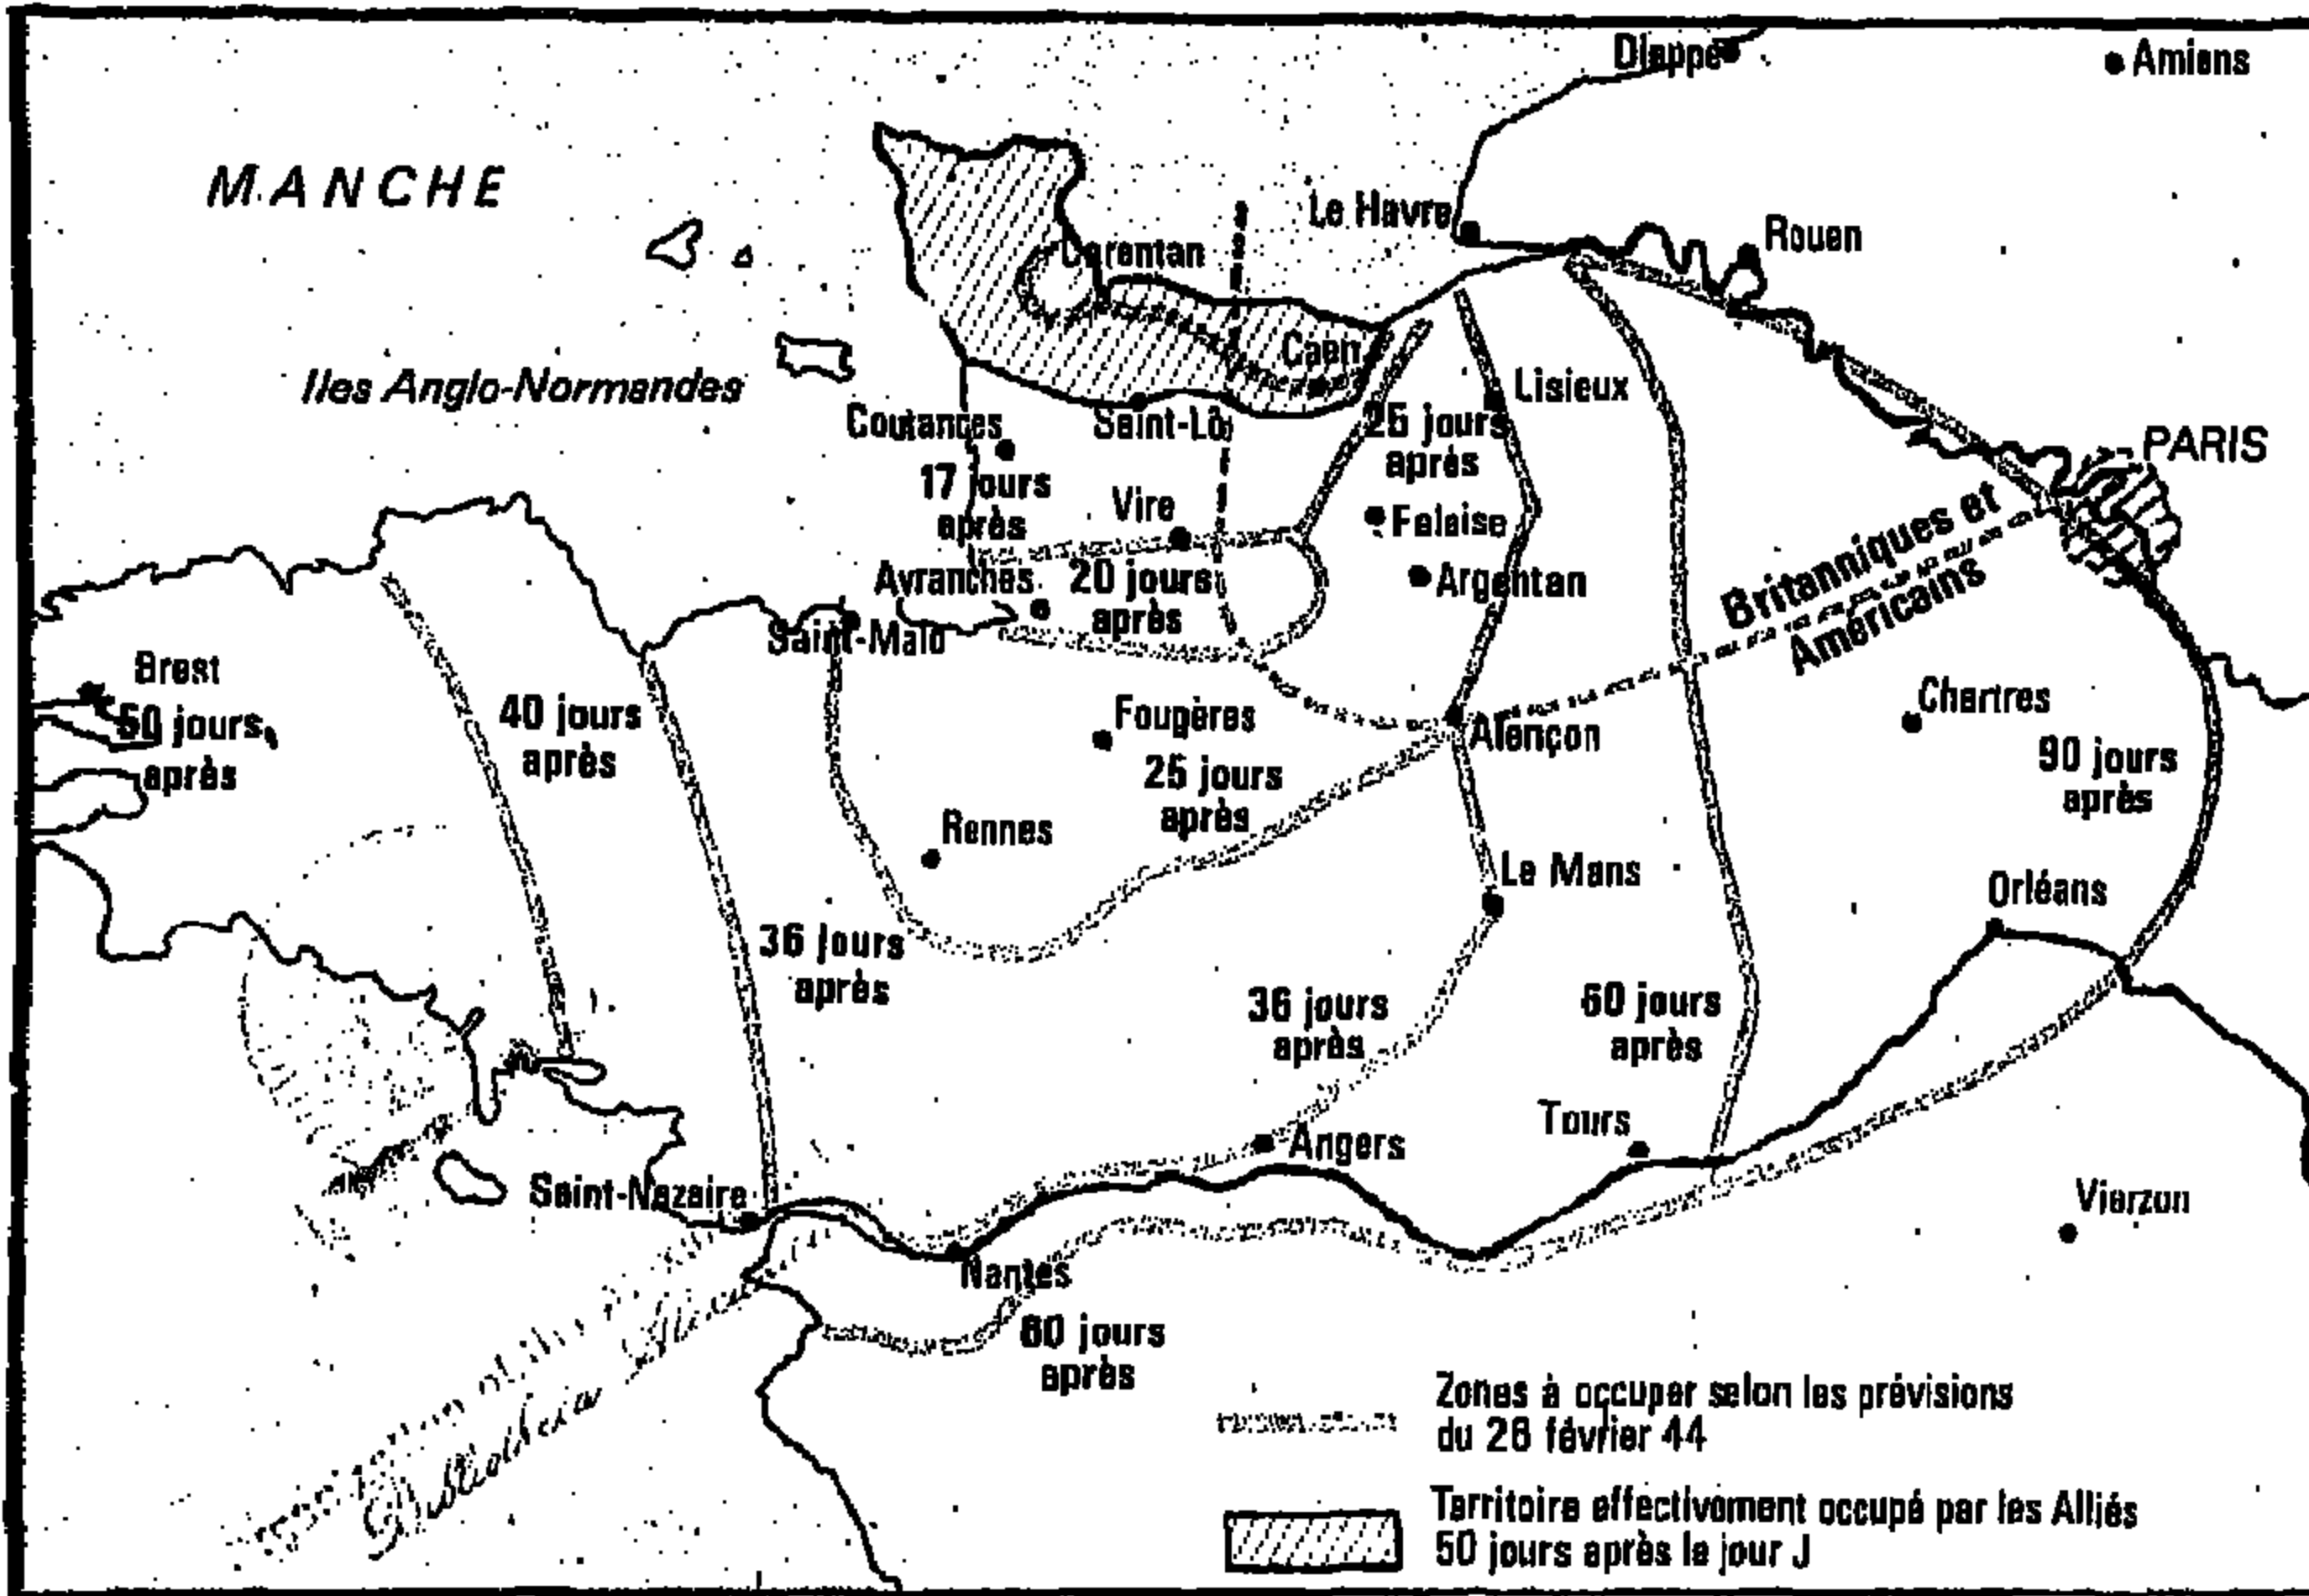 Dieppe
Amiens
MANCHE
Le Havre
Rouen
Carentan
Caen
Iles Anglo-Normandes
Lisieux
Coutances
Saint-Lô
25 jours
après
PARIS
17 jours
après
Vire
Falaise
Britanniques et
Américains
Avranches
20 jours
après
Argentan
Saint-Malo
Brest
50 jours
après
40 jours
après
Fougères
Alençon
Chartres
25 jours
après
90 jours
après
Rennes
Le Mans
Orléans
36 jours
après
36 jours
après
60 jours
après
Tours
Angers
Saint-Nazaire
Vierzon
Nantes
60 jours
après
Zones à occuper selon les prévisions
du 26 février 44
Territoire effectivement occupé par les Alliés
50 jours après le jour J